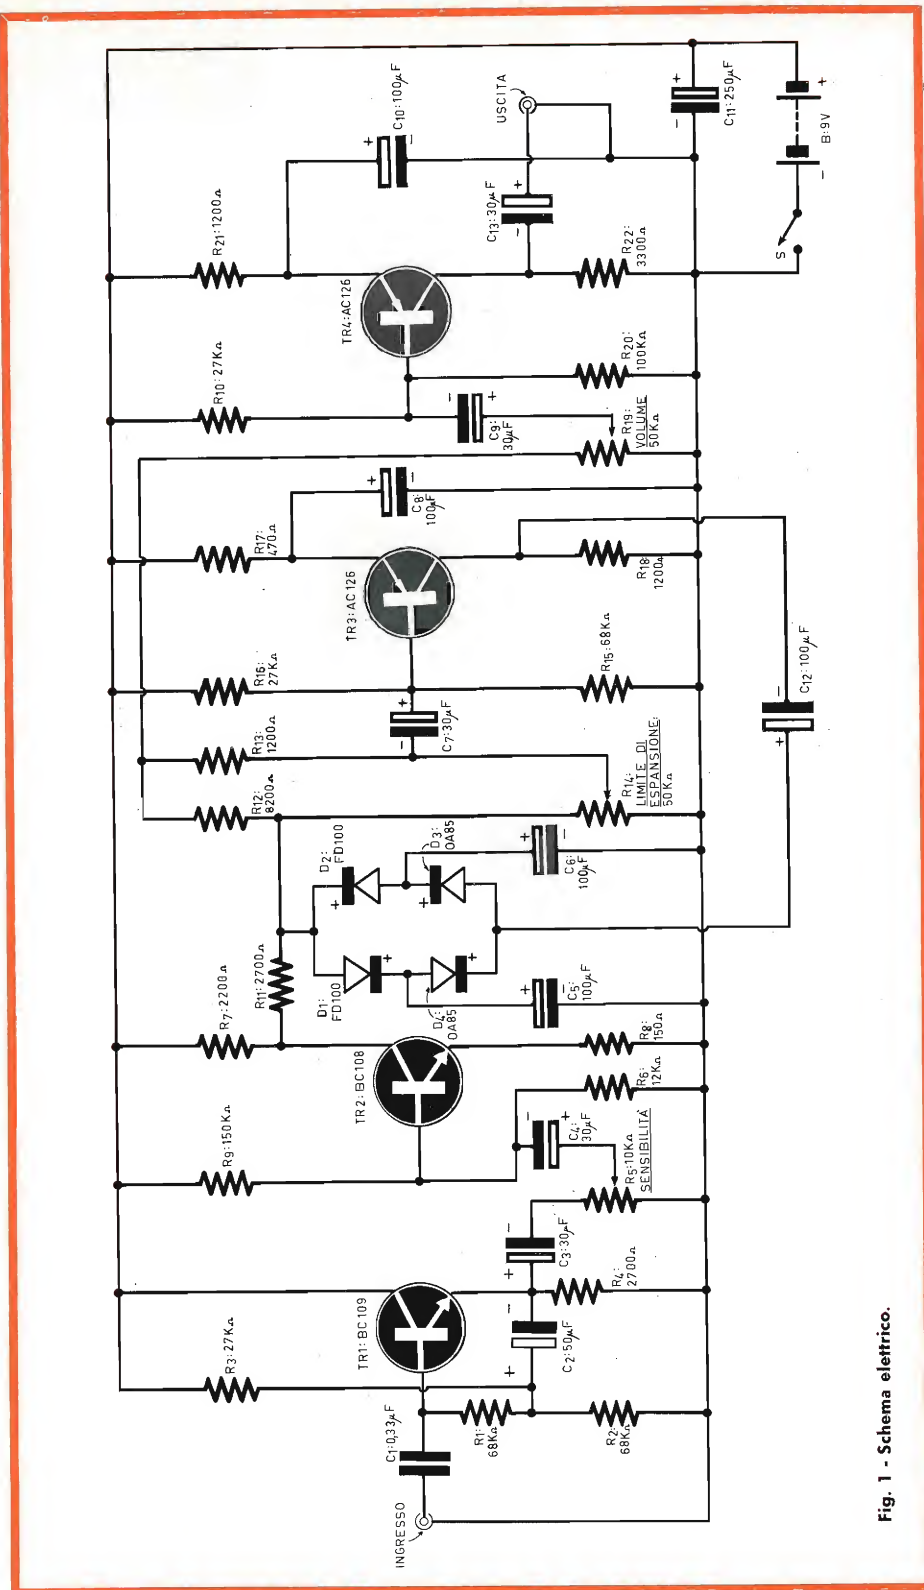 INGRESSO
C1:0,33µF
R1:
68KΩ
R2:
68KΩ
R3:27KΩ
TR1:BC109
C2:50µF
R4:
2700Ω
C3:30µF
R5:10KΩ
SENSIBILITÀ
C4:
30µF
R6:
12KΩ
R9:150KΩ
TR2:BC108
R8:
150Ω
R7:2200Ω
R11:2700Ω
D1:
FD100
D2:
FD100
D4:
OA85
D3:
OA85
C5:
100µF
C6:
100µF
R12:
8200Ω
R13:
1200Ω
R14:
LIMITE DI
ESPANSIONE:
50KΩ
C7:30µF
R16:
27KΩ
R15:68KΩ
TR3:AC126
R17:
470Ω
C8:
100µF
R18:
1200Ω
C12:100µF
R19:
VOLUME
50KΩ
C9:
30µF
R10:27KΩ
R20:
100KΩ
TR4:AC126
R21:1200Ω
C10:100µF
C13:30µF
USCITA
R22:
3300Ω
C11:250µF
S
B:9V
Fig. 1 - Schema elettrico.